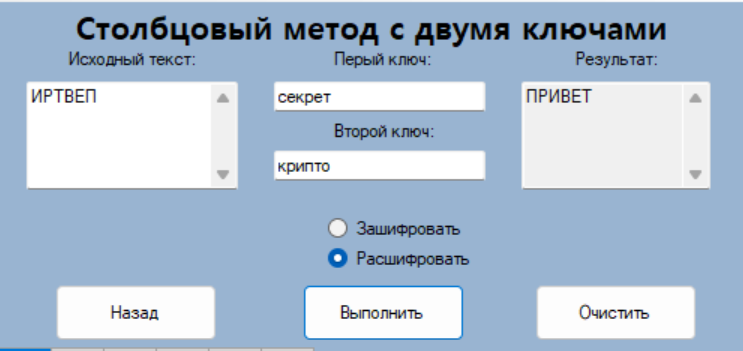 Столбцовый метод с двумя ключами
Исходный текст:
Перый ключ:
Результат:
ИРТВЕП
секрет
ПРИВЕТ
Второй ключ:
крипто
Зашифровать
Расшифровать
Назад
Выполнить
Очистить